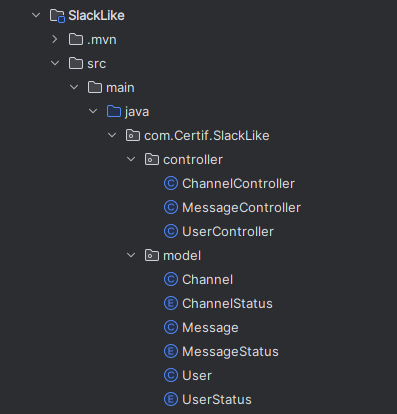 SlackLike
.mvn
src
main
java
com.Certif.SlackLike
controller
C ChannelController
C MessageController
C UserController
model
C Channel
E ChannelStatus
C Message
E MessageStatus
C User
E UserStatus